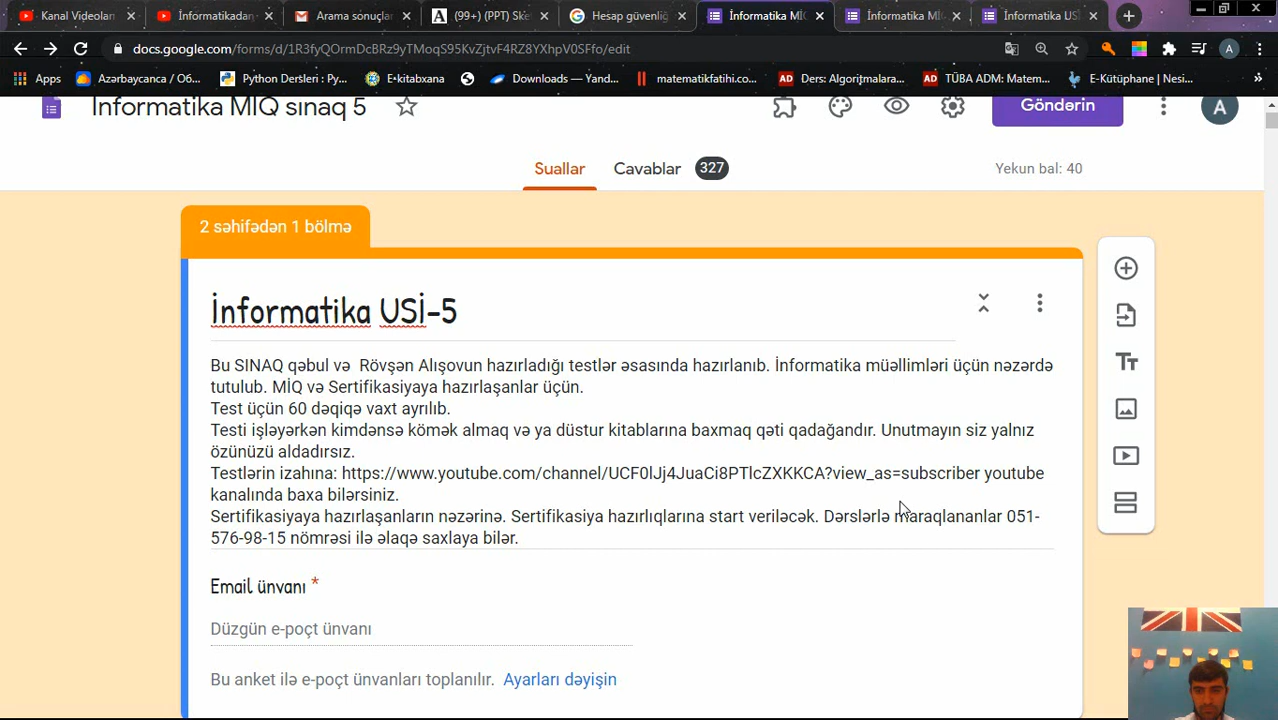 Kanal Videoları
İnformatikadan
Arama sonuçlar
(99+) (PPT) Ske
Hesap güvenliğ
İnformatika Mİ
İnformatika Mİ
İnformatika US
docs.google.com/forms/d/1R3fyQOrmDcBRz9yTMoqS95KvZjtvF4RZ8YXhpV0SFfo/edit
A
Apps
Azərbaycanca / Об...
Python Dersleri : Py...
E•kitabxana
Downloads — Yand...
matematikfatihi.co...
Ders: Algoritmalara...
TÜBA ADM: Matem...
E-Kütüphane | Nesi...
»
İnformatika MİQ sınaq 5
Göndərin
A
Suallar
Cavablar 327
Yekun bal: 40
2 səhifədən 1 bölmə
İnformatika USİ-5
Bu SINAQ qəbul və Rövşən Alışovun hazırladığı testlər əsasında hazırlanıb. İnformatika müəllimləri üçün nəzərdə
tutulub. MİQ və Sertifikasiyaya hazırlaşanlar üçün.
Test üçün 60 dəqiqə vaxt ayrılıb.
Testi işləyərkən kimdənsə kömək almaq və ya düstur kitablarına baxmaq qəti qadağandır. Unutmayın siz yalnız
özünüzü aldadırsız.
Testlərin izahına: https://www.youtube.com/channel/UCF0lJj4JuaCi8PTlcZXKKCA?view_as=subscriber youtube
kanalında baxa bilərsiniz.
Sertifikasiyaya hazırlaşanların nəzərinə. Sertifikasiya hazırlıqlarına start veriləcək. Dərslərlə maraqlananlar 051-
576-98-15 nömrəsi ilə əlaqə saxlaya bilər.
Email ünvanı *
Düzgün e-poçt ünvanı
Bu anket ilə e-poçt ünvanları toplanılır. Ayarları dəyişin